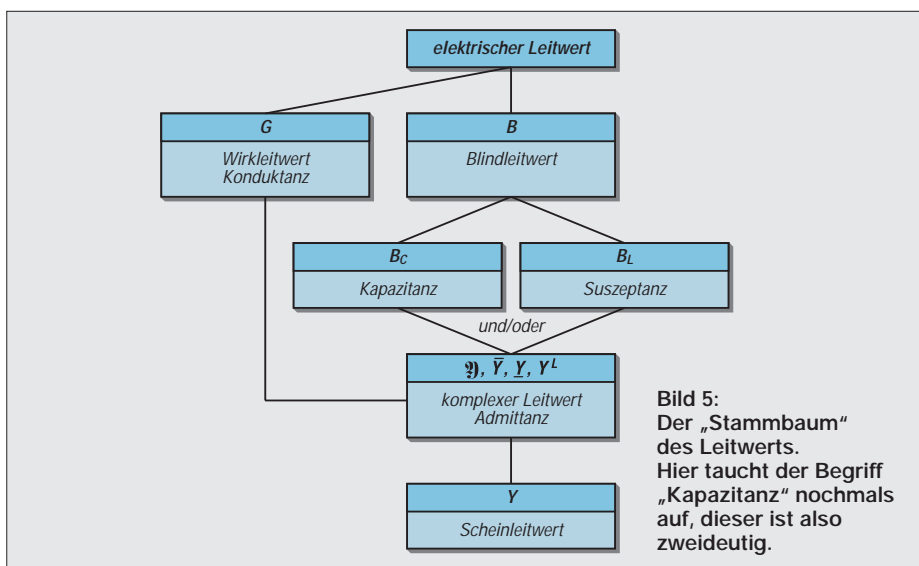 elektrischer Leitwert
G
Wirkleitwert
Konduktanz
B
Blindleitwert
B_C
Kapazitanz
B_L
Suszeptanz
und/oder
𝖄, Y̅, Y̲, Y^L
komplexer Leitwert
Admittanz
Y
Scheinleitwert
Bild 5:
Der „Stammbaum“
des Leitwerts.
Hier taucht der Begriff
„Kapazitanz“ nochmals
auf, dieser ist also
zweideutig.